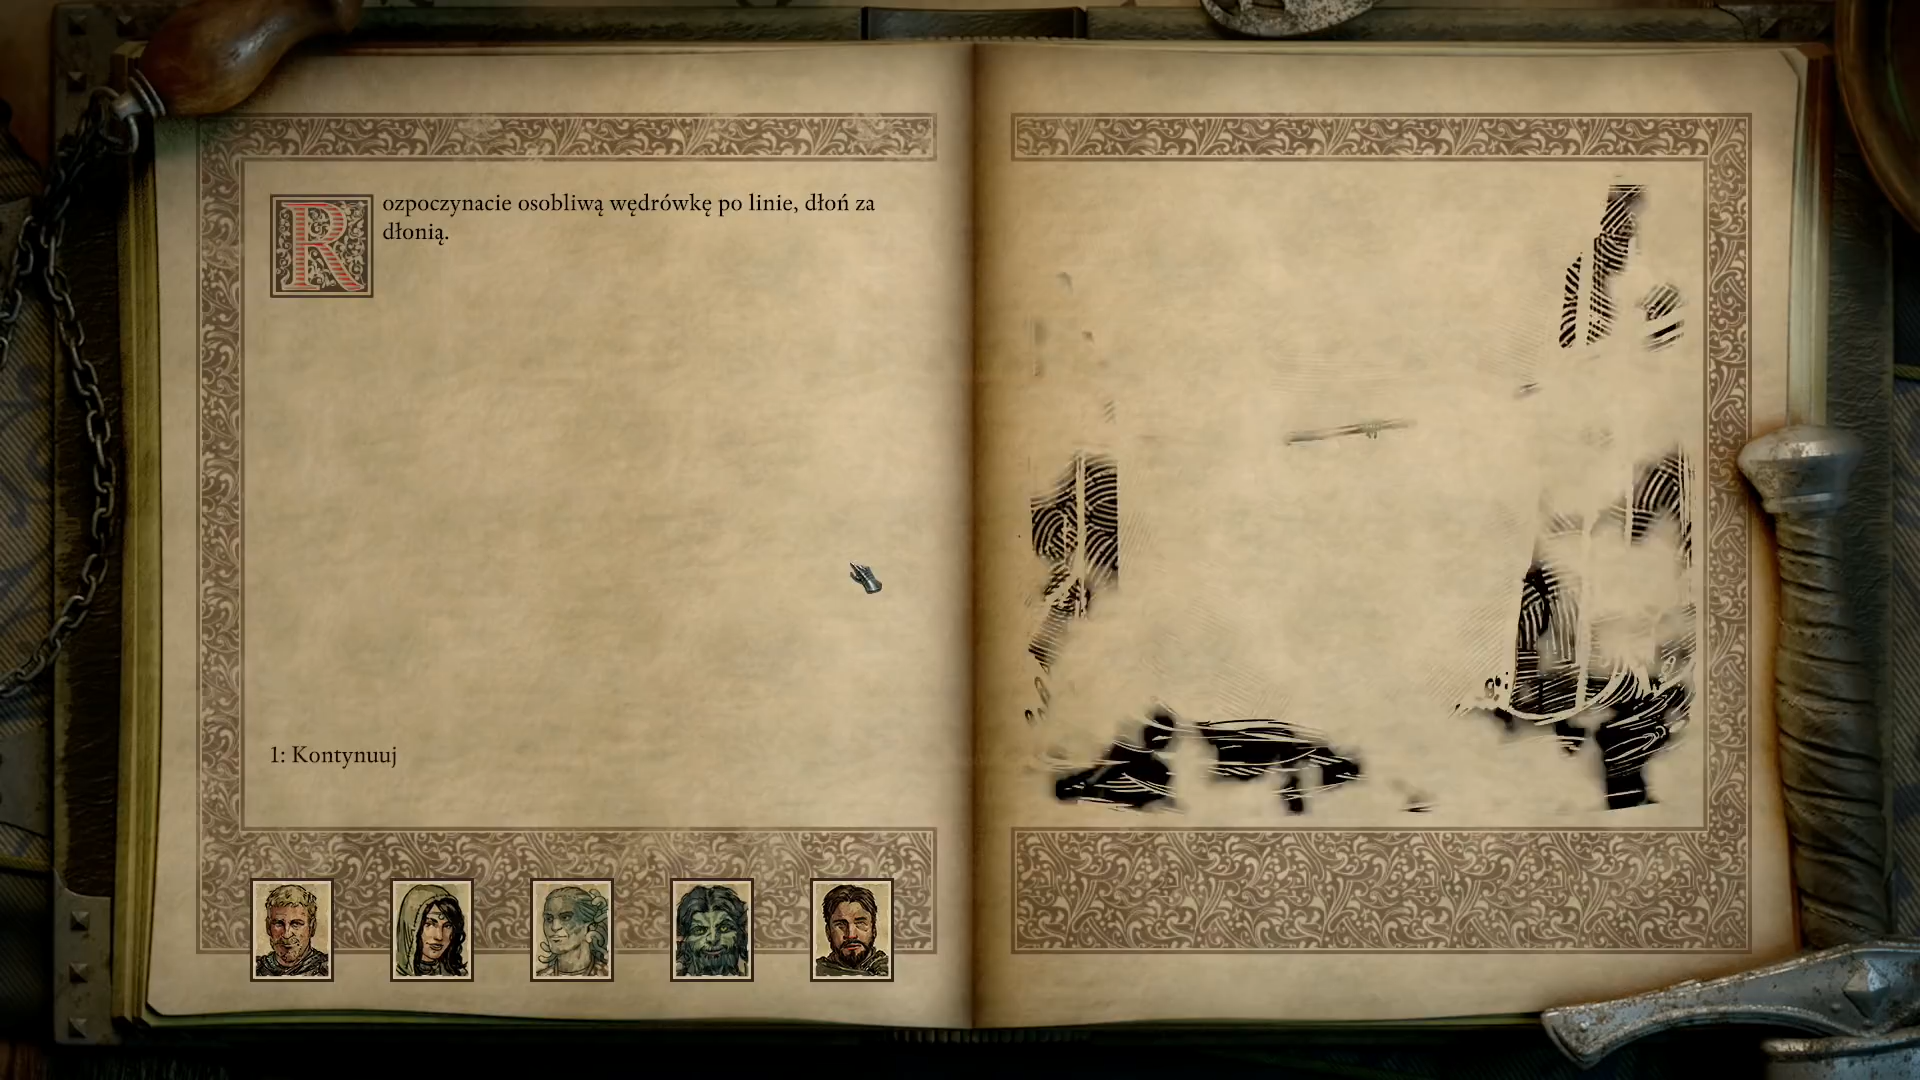 Rozpoczynacie osobliwą wędrówkę po linie, dłoń za
dłonią.
1: Kontynuuj